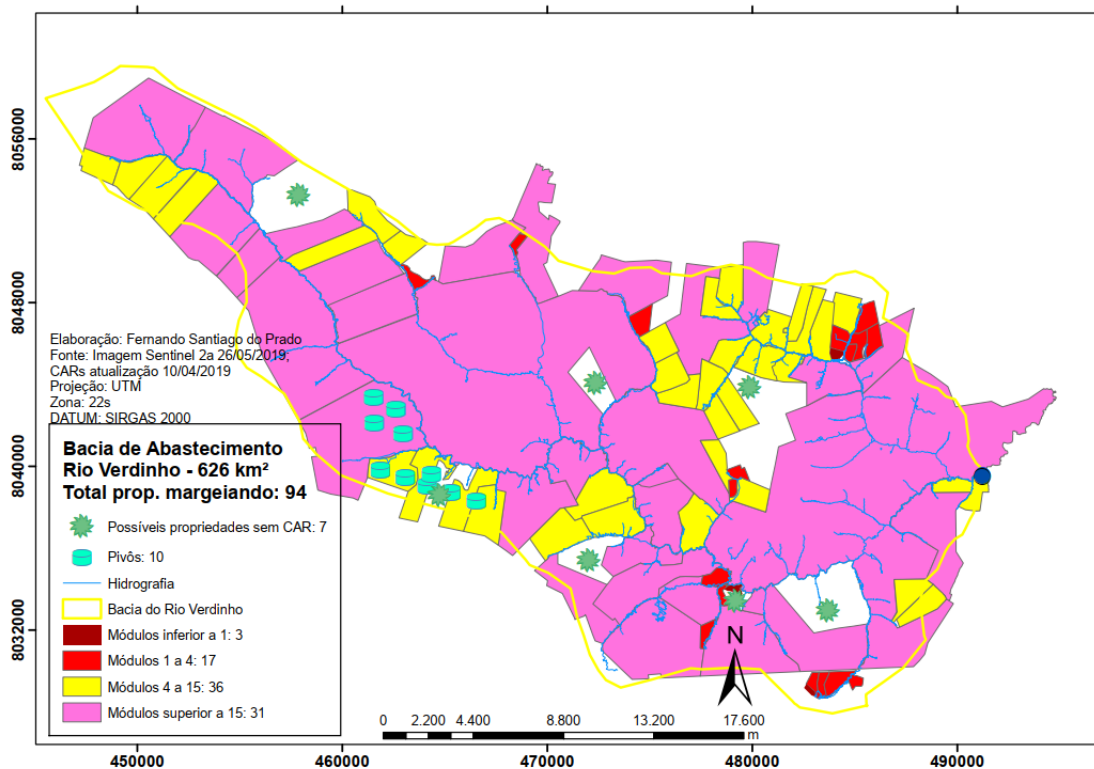 8056000
8048000
8040000
8032000
Elaboração: Fernando Santiago do Prado
Fonte: Imagem Sentinel 2a 26/05/2019;
CARs atualização 10/04/2019
Projeção: UTM
Zona: 22s
DATUM: SIRGAS 2000
Bacia de Abastecimento
Rio Verdinho - 626 km²
Total prop. margeiando: 94
Possíveis propriedades sem CAR: 7
Pivôs: 10
Hidrografia
Bacia do Rio Verdinho
Módulos inferior a 1: 3
Módulos 1 a 4: 17
Módulos 4 a 15: 36
Módulos superior a 15: 31
N
0 2.200 4.400 8.800 13.200 17.600
m
450000 460000 470000 480000 490000